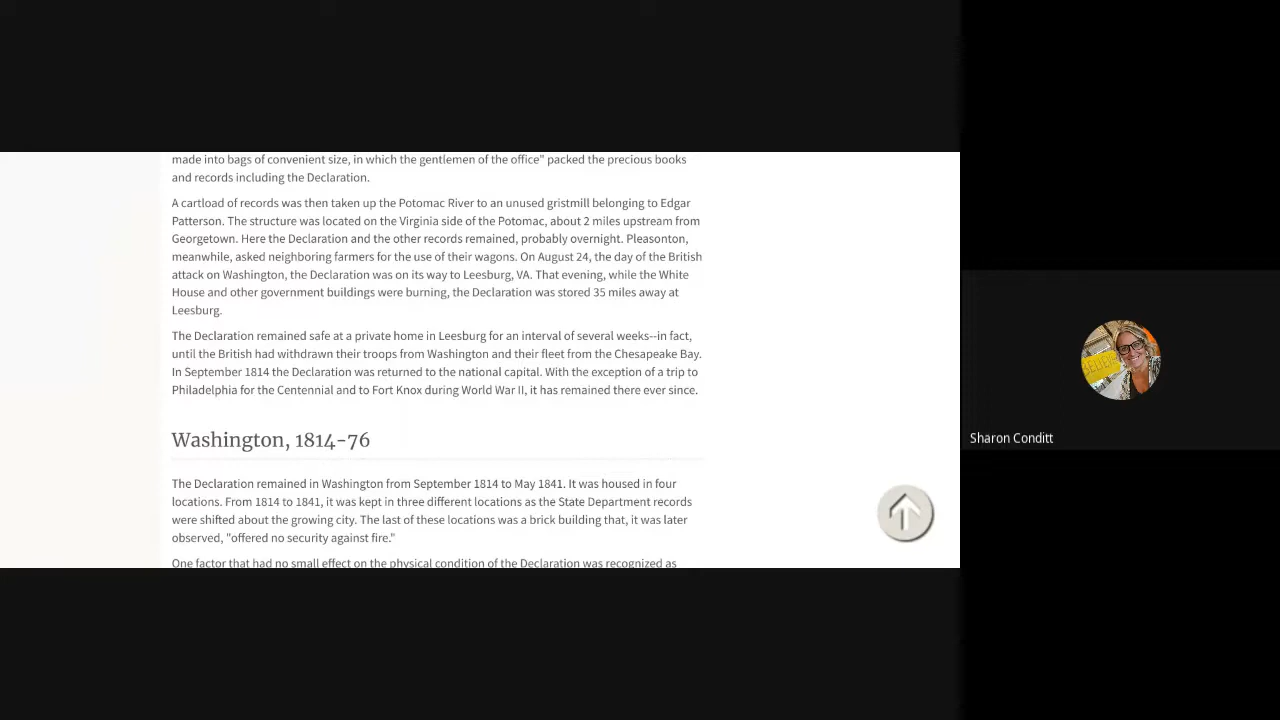 made into bags of convenient size, in which the gentlemen of the office" packed the precious books
and records including the Declaration.
A cartload of records was then taken up the Potomac River to an unused gristmill belonging to Edgar
Patterson. The structure was located on the Virginia side of the Potomac, about 2 miles upstream from
Georgetown. Here the Declaration and the other records remained, probably overnight. Pleasonton,
meanwhile, asked neighboring farmers for the use of their wagons. On August 24, the day of the British
attack on Washington, the Declaration was on its way to Leesburg, VA. That evening, while the White
House and other government buildings were burning, the Declaration was stored 35 miles away at
Leesburg.
The Declaration remained safe at a private home in Leesburg for an interval of several weeks--in fact,
until the British had withdrawn their troops from Washington and their fleet from the Chesapeake Bay.
In September 1814 the Declaration was returned to the national capital. With the exception of a trip to
Philadelphia for the Centennial and to Fort Knox during World War II, it has remained there ever since.
Washington, 1814-76
The Declaration remained in Washington from September 1814 to May 1841. It was housed in four
locations. From 1814 to 1841, it was kept in three different locations as the State Department records
were shifted about the growing city. The last of these locations was a brick building that, it was later
observed, "offered no security against fire."
One factor that had no small effect on the physical condition of the Declaration was recognized as
Sharon Conditt